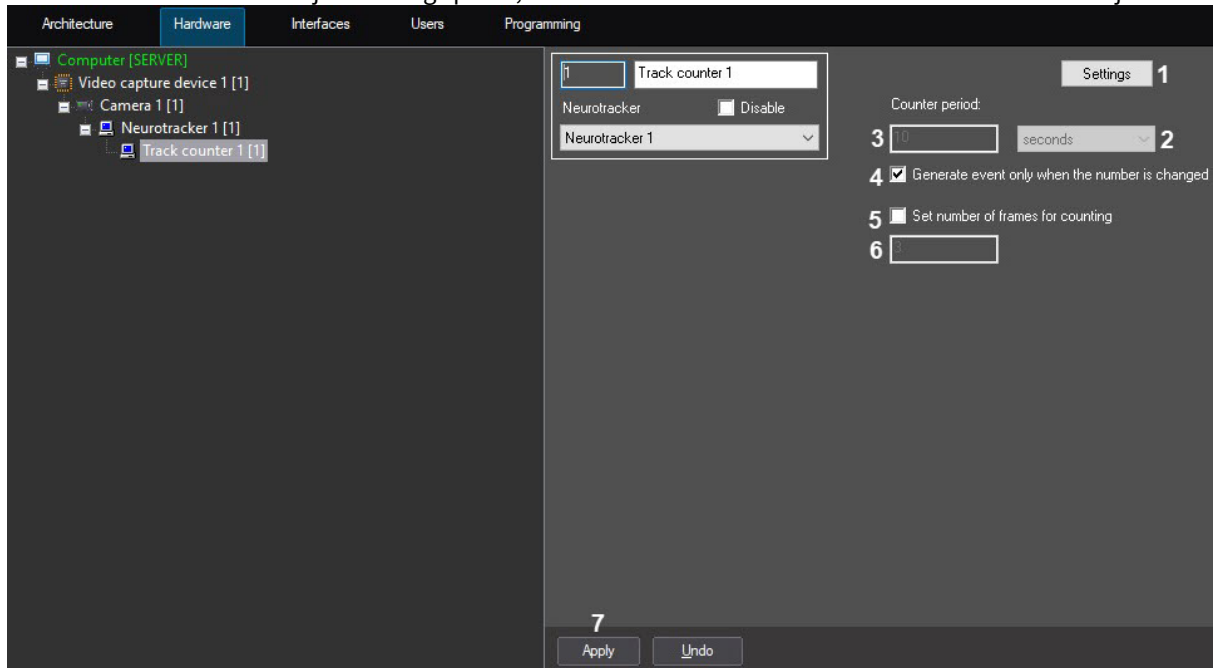 Architecture Hardware Interfaces Users Programming
Computer [SERVER]
Video capture device 1 [1]
Camera 1 [1]
Neurotracker 1 [1]
Track counter 1 [1]
1 Track counter 1
Neurotracker Disable
Neurotracker 1
Settings 1
Counter period:
3 10 seconds 2
4 Generate event only when the number is changed
5 Set number of frames for counting
6 3
7
Apply Undo